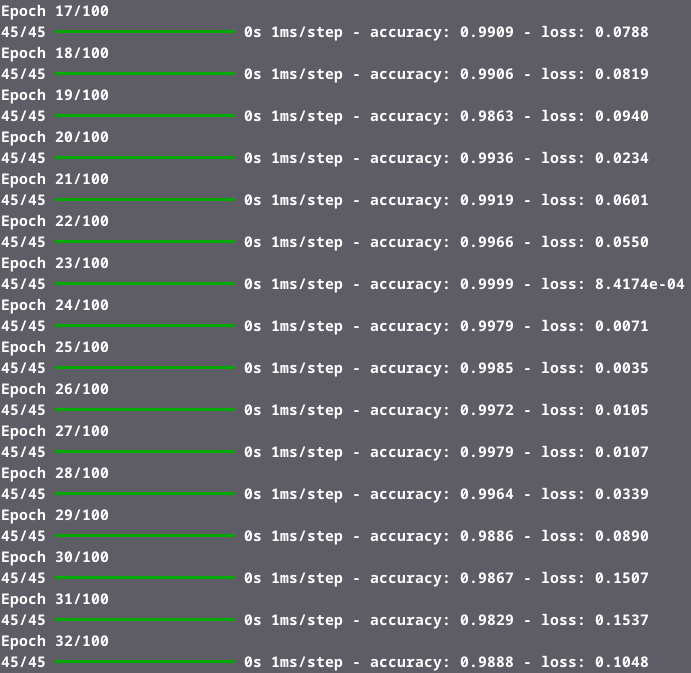 Epoch 17/100
45/45 0s 1ms/step - accuracy: 0.9909 - loss: 0.0788
Epoch 18/100
45/45 0s 1ms/step - accuracy: 0.9906 - loss: 0.0819
Epoch 19/100
45/45 0s 1ms/step - accuracy: 0.9863 - loss: 0.0940
Epoch 20/100
45/45 0s 1ms/step - accuracy: 0.9936 - loss: 0.0234
Epoch 21/100
45/45 0s 1ms/step - accuracy: 0.9919 - loss: 0.0601
Epoch 22/100
45/45 0s 1ms/step - accuracy: 0.9966 - loss: 0.0550
Epoch 23/100
45/45 0s 1ms/step - accuracy: 0.9999 - loss: 8.4174e-04
Epoch 24/100
45/45 0s 1ms/step - accuracy: 0.9979 - loss: 0.0071
Epoch 25/100
45/45 0s 1ms/step - accuracy: 0.9985 - loss: 0.0035
Epoch 26/100
45/45 0s 1ms/step - accuracy: 0.9972 - loss: 0.0105
Epoch 27/100
45/45 0s 1ms/step - accuracy: 0.9979 - loss: 0.0107
Epoch 28/100
45/45 0s 1ms/step - accuracy: 0.9964 - loss: 0.0339
Epoch 29/100
45/45 0s 1ms/step - accuracy: 0.9886 - loss: 0.0890
Epoch 30/100
45/45 0s 1ms/step - accuracy: 0.9867 - loss: 0.1507
Epoch 31/100
45/45 0s 1ms/step - accuracy: 0.9829 - loss: 0.1537
Epoch 32/100
45/45 0s 1ms/step - accuracy: 0.9888 - loss: 0.1048